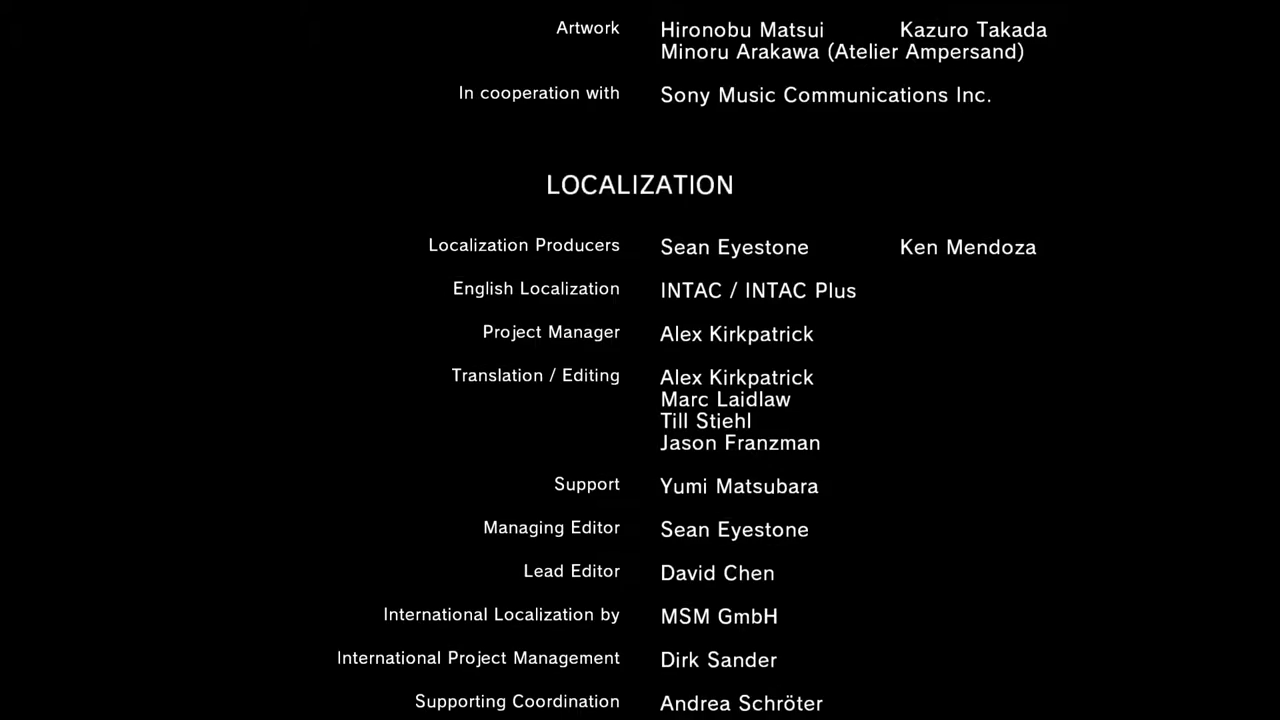 Artwork Hironobu Matsui Kazuro Takada
Minoru Arakawa (Atelier Ampersand)
In cooperation with Sony Music Communications Inc.
LOCALIZATION
Localization Producers Sean Eyestone Ken Mendoza
English Localization INTAC / INTAC Plus
Project Manager Alex Kirkpatrick
Translation / Editing Alex Kirkpatrick
Marc Laidlaw
Till Stiehl
Jason Franzman
Support Yumi Matsubara
Managing Editor Sean Eyestone
Lead Editor David Chen
International Localization by MSM GmbH
International Project Management Dirk Sander
Supporting Coordination Andrea Schröter